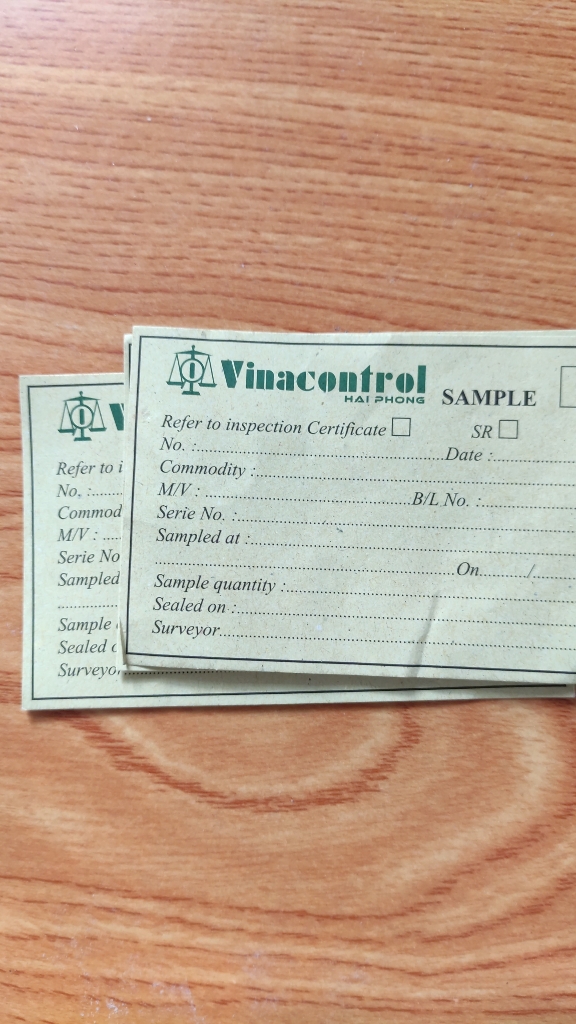 Vinacontrol
HAI PHONG
SAMPLE
Refer to inspection Certificate
SR
No. :
Date :
Commodity :
M/V :
B/L No. :
Serie No. :
Sampled at :
On / 
Sample quantity :
Sealed on :
Surveyor
V
Refer to i
No. :
Commod
M/V :
Serie No
Sampled
Sample
Sealed
Surveyor